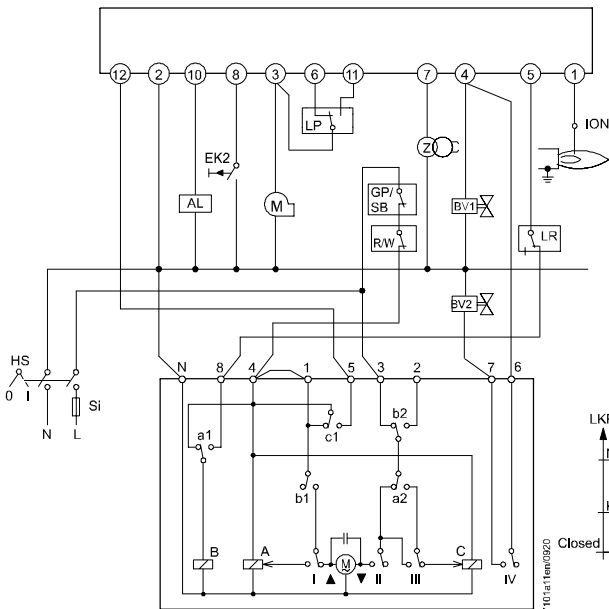 12 2 10 8 3 6 11 7 4 5 1
LP
ION
EK2
Z
GP/
SB
AL
M
BV1
R/W
LR
BV2
HS
0 I
Si
N L
N 8 4 1 5 3 2 7 6
a1
c1
b2
b1
a2
LKP
N
K
Closed
B A I M II III C IV
7101a11en/0920